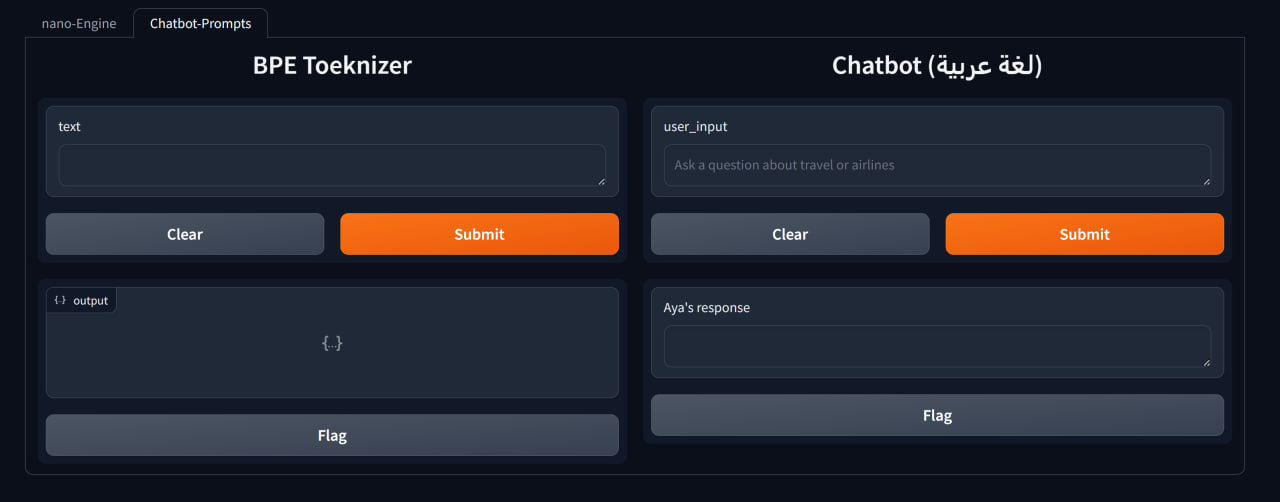 nano-Engine
Chatbot-Prompts
BPE Toeknizer
text
Clear
Submit
{..} output
{...}
Flag
Chatbot (لغة عربية)
user_input
Ask a question about travel or airlines
Clear
Submit
Aya's response
Flag